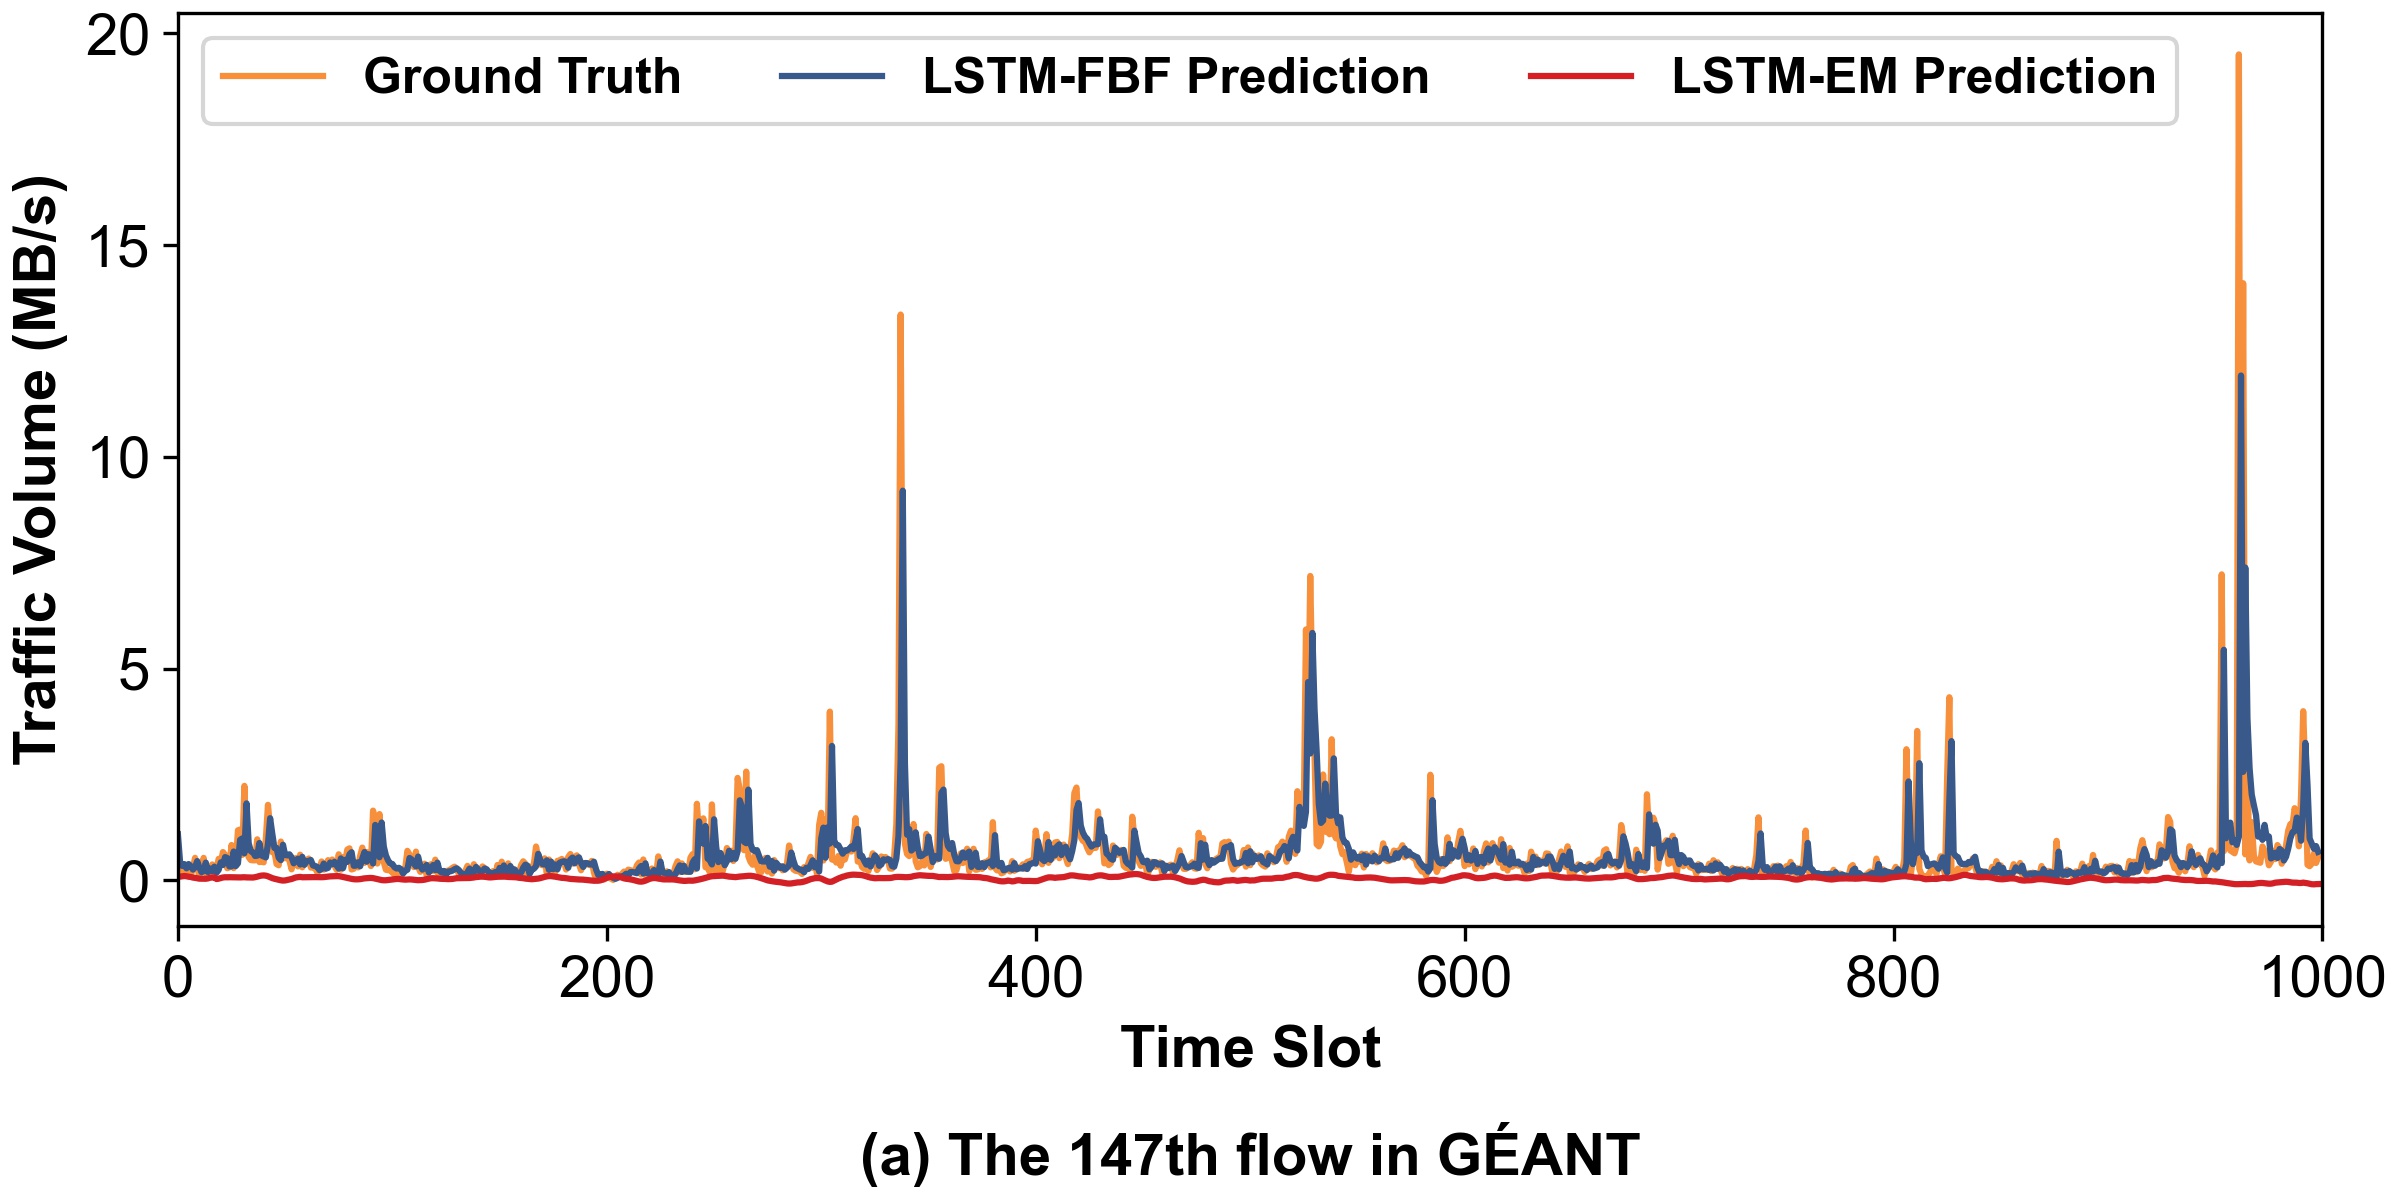 20
Ground Truth LSTM-FBF Prediction LSTM-EM Prediction
15
10
5
0
Traffic Volume (MB/s)
0 200 400 600 800 1000
Time Slot
(a) The 147th flow in GÉANT